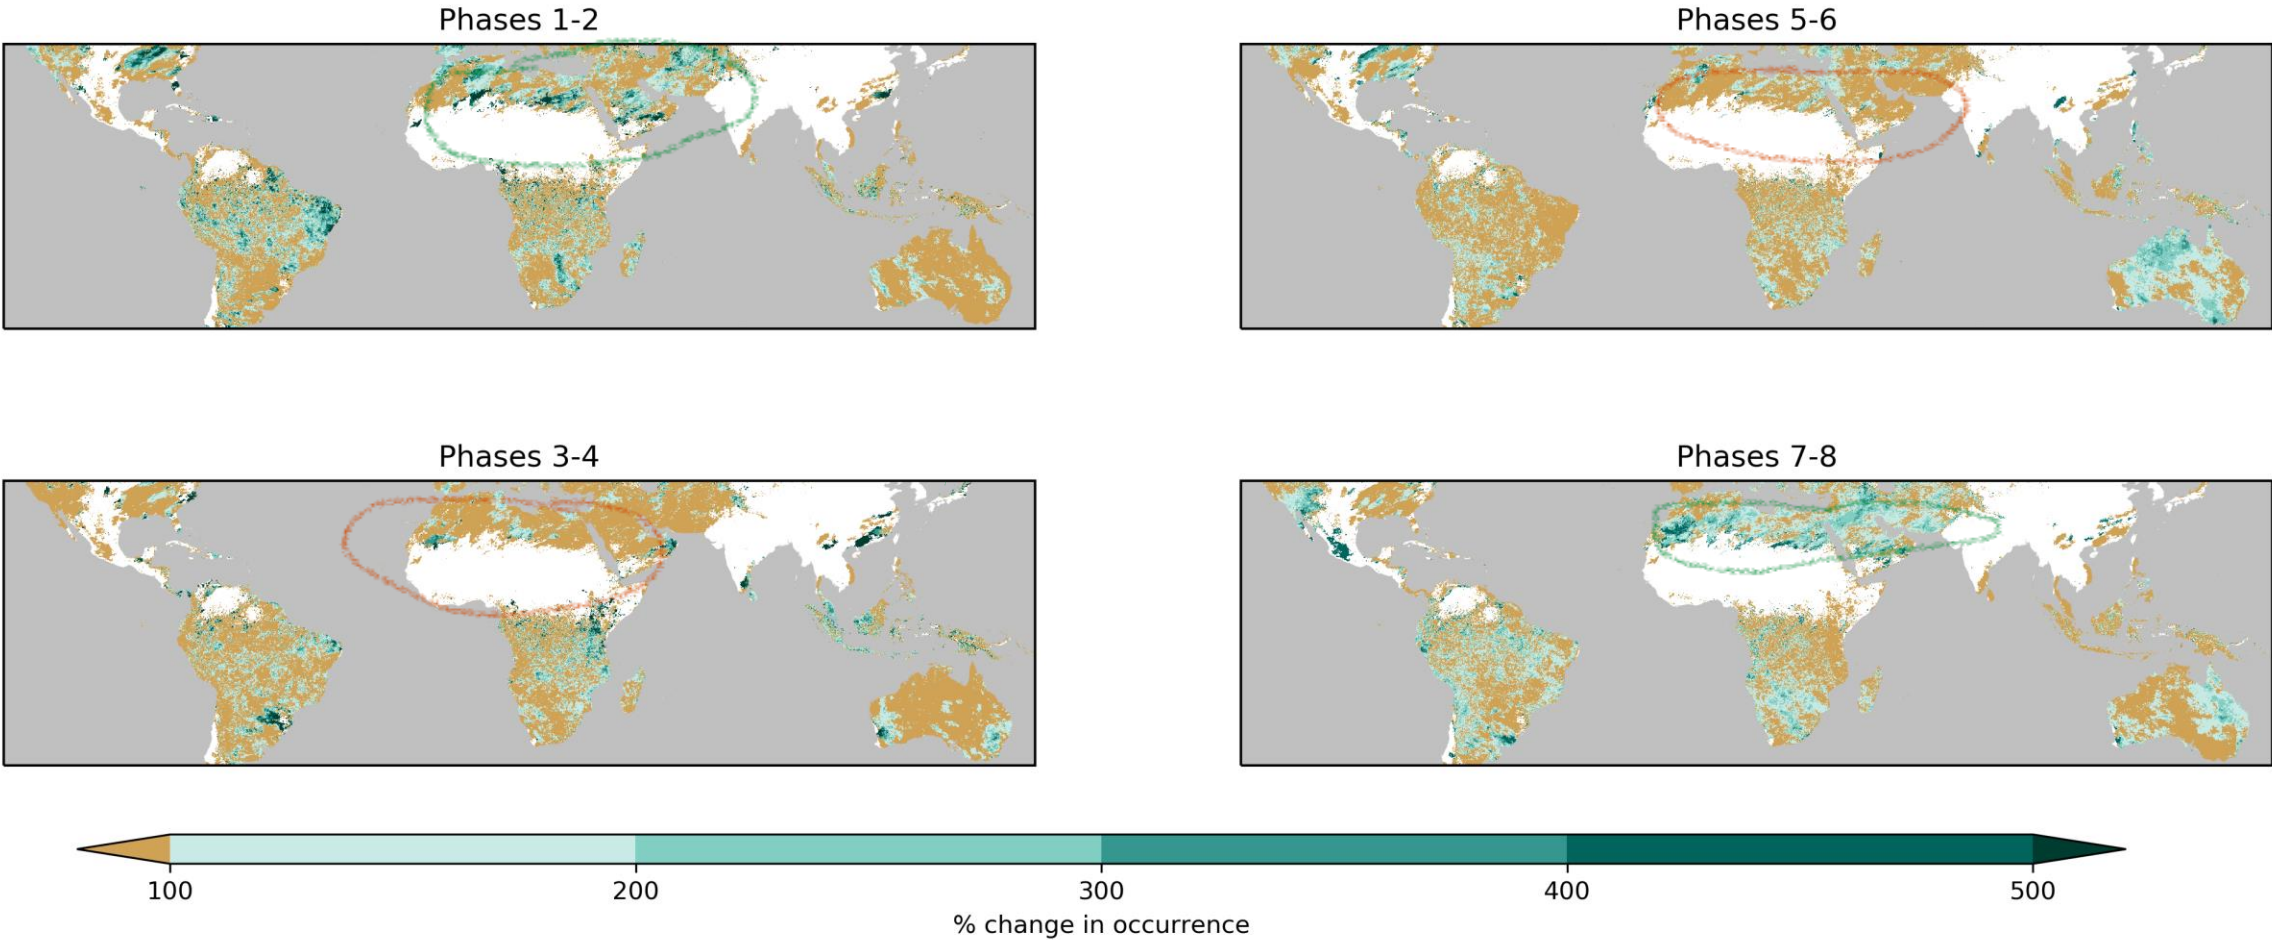 Phases 1-2
Phases 5-6
Phases 3-4
Phases 7-8
100 200 300 400 500
% change in occurrence